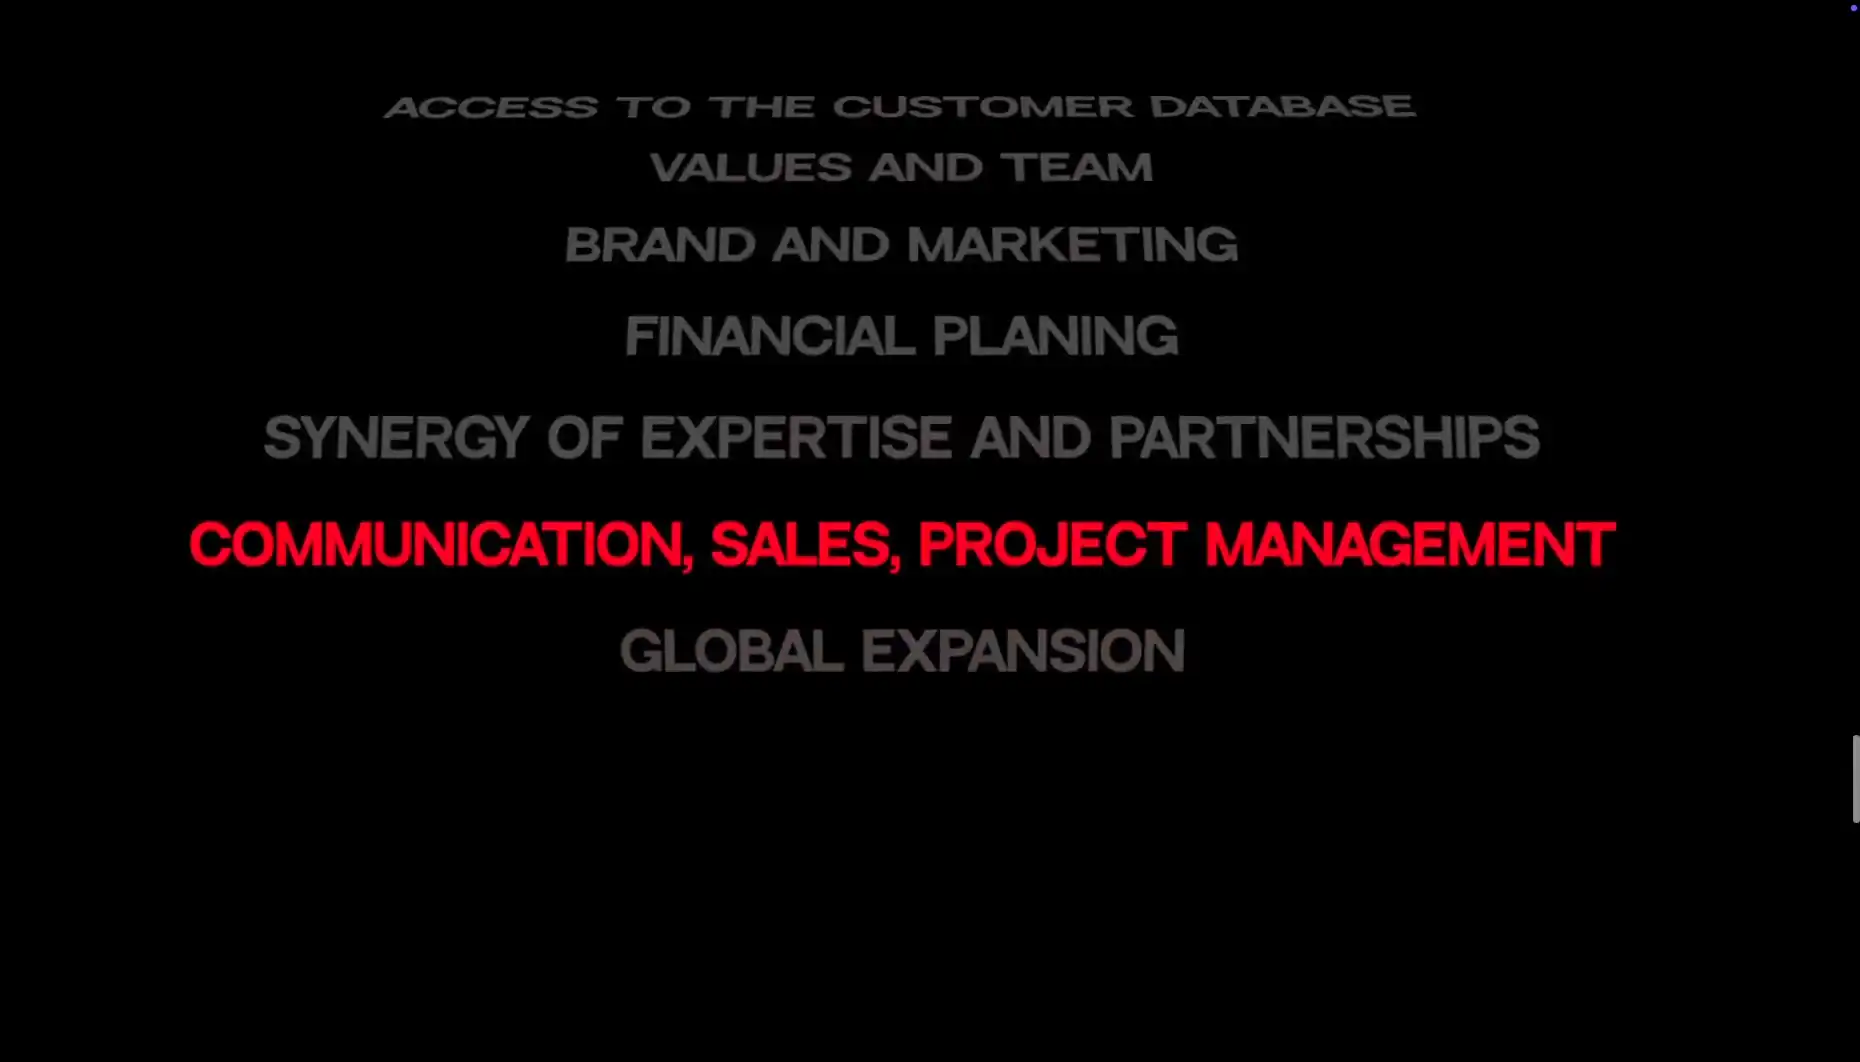 ACCESS TO THE CUSTOMER DATABASE
VALUES AND TEAM
BRAND AND MARKETING
FINANCIAL PLANING
SYNERGY OF EXPERTISE AND PARTNERSHIPS
COMMUNICATION, SALES, PROJECT MANAGEMENT
GLOBAL EXPANSION